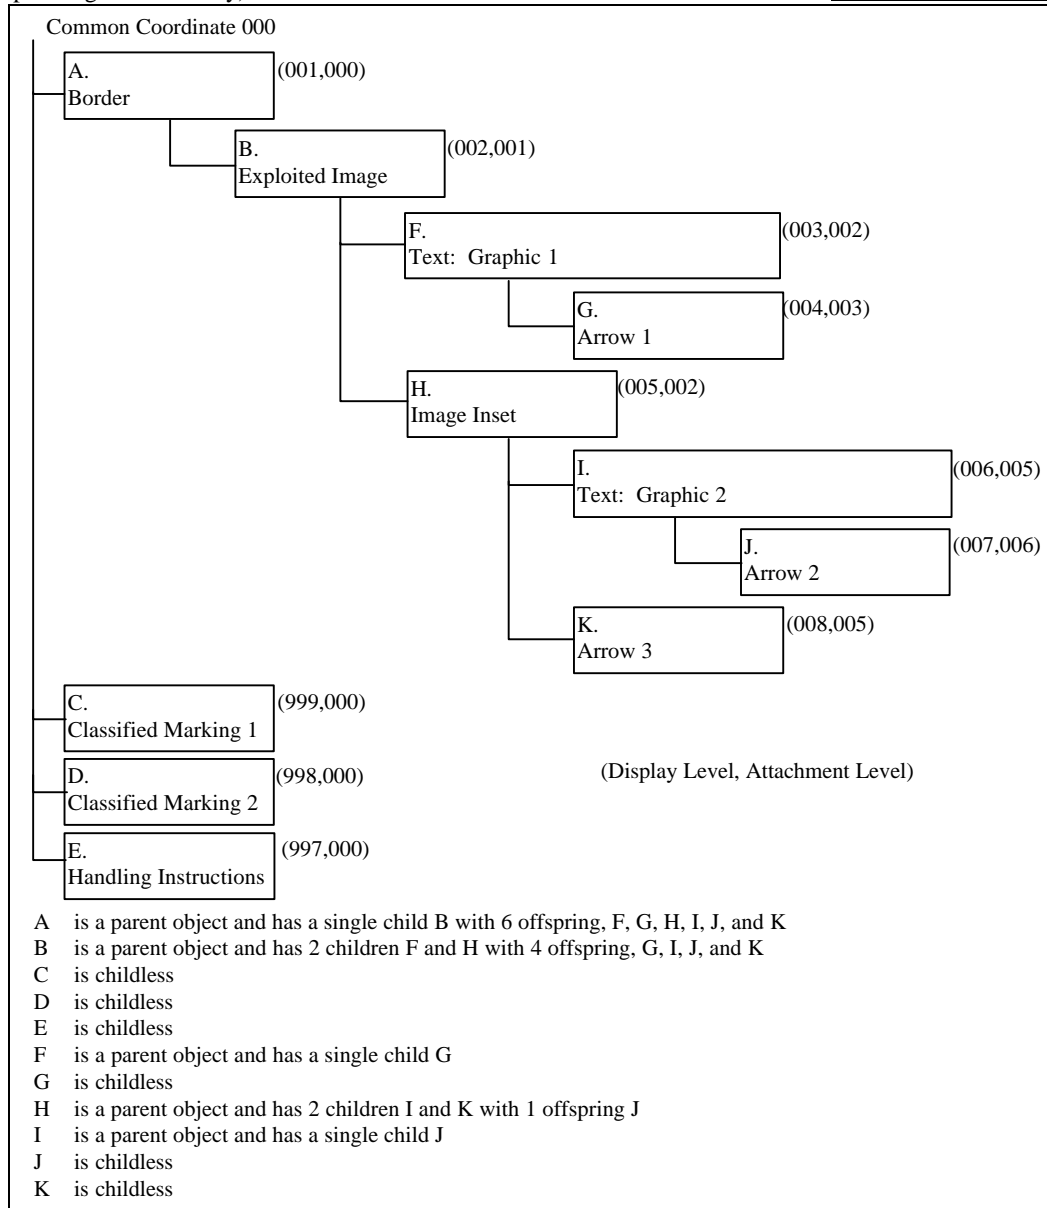 Common Coordinate 000
A.
(001,000)
Border
B.
(002,001)
Exploited Image
F.
(003,002)
Text:  Graphic 1
G.
(004,003)
Arrow 1
H.
(005,002)
Image Inset
I.
(006,005)
Text:  Graphic 2
J.
(007,006)
Arrow 2
K.
(008,005)
Arrow 3
C.
(999,000)
Classified Marking 1
D.
(998,000)
(Display Level, Attachment Level)
Classified Marking 2
E.
(997,000)
Handling Instructions
A is a parent object and has a single child B with 6 offspring, F, G, H, I, J, and K
B is a parent object and has 2 children F and H with 4 offspring, G, I, J, and K
C is childless
D is childless
E is childless
F is a parent object and has a single child G
G is childless
H is a parent object and has 2 children I and K with 1 offspring J
I is a parent object and has a single child J
J is childless
K is childless